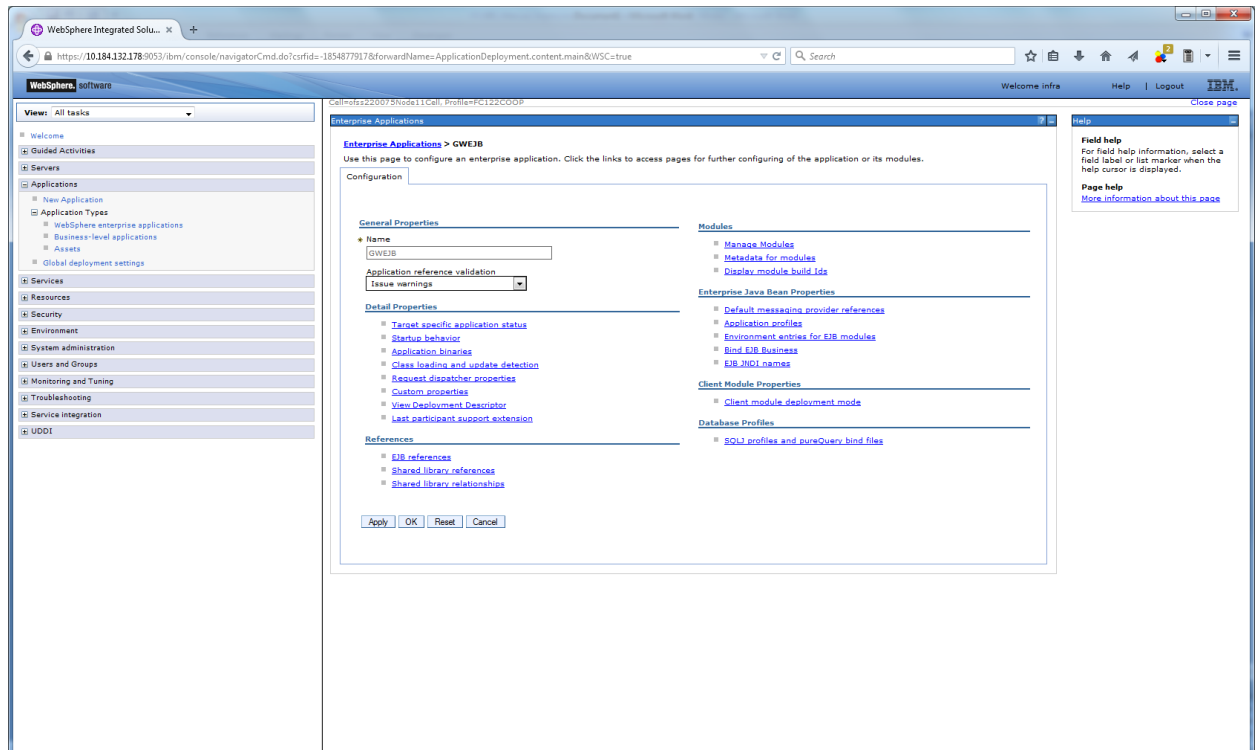 WebSphere Integrated Solu... × +
https://10.184.132.178:9053/ibm/console/navigatorCmd.do?csrfid=-1854877917&forwardName=ApplicationDeployment.content.main&WSC=true
Search
2
WebSphere. software
Welcome infra
Help | Logout
IBM.
View: All tasks
Welcome
Guided Activities
Servers
Applications
New Application
Application Types
WebSphere enterprise applications
Business-level applications
Assets
Global deployment settings
Services
Resources
Security
Environment
System administration
Users and Groups
Monitoring and Tuning
Troubleshooting
Service integration
UDDI
Cell=ofss220075Node11Cell, Profile=FC122COOP
Close page
Enterprise Applications
?
Enterprise Applications > GWEJB
Use this page to configure an enterprise application. Click the links to access pages for further configuring of the application or its modules.
Configuration
General Properties
Name
GWEJB
Application reference validation
Issue warnings
Detail Properties
Target specific application status
Startup behavior
Application binaries
Class loading and update detection
Request dispatcher properties
Custom properties
View Deployment Descriptor
Last participant support extension
References
EJB references
Shared library references
Shared library relationships
Modules
Manage Modules
Metadata for modules
Display module build Ids
Enterprise Java Bean Properties
Default messaging provider references
Application profiles
Environment entries for EJB modules
Bind EJB Business
EJB JNDI names
Client Module Properties
Client module deployment mode
Database Profiles
SQLJ profiles and pureQuery bind files
Apply OK Reset Cancel
Help
Field help
For field help information, select a
field label or list marker when the
help cursor is displayed.
Page help
More information about this page